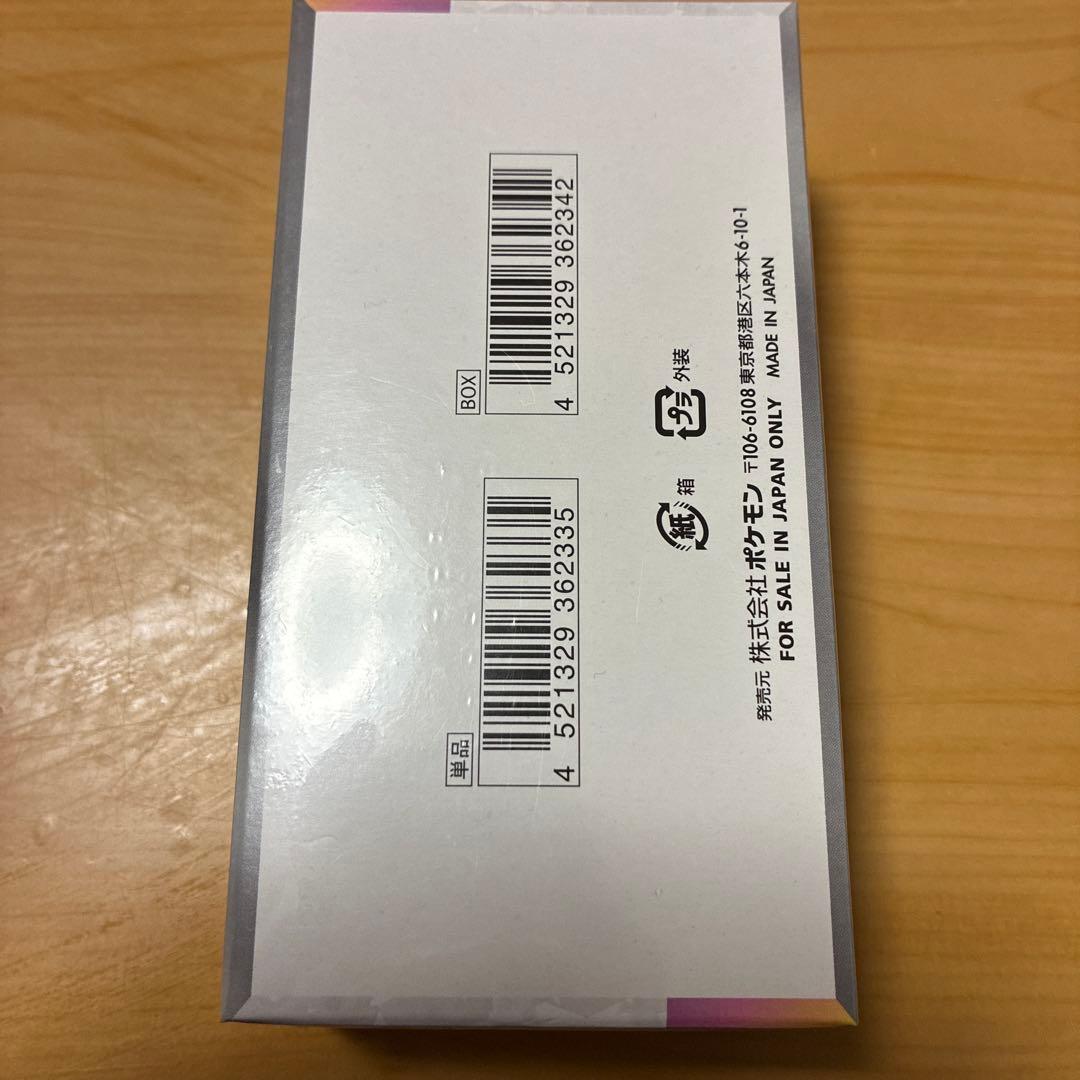 BOX
4 521329 362342
単品
4 521329 362335
プラ 外装
紙 箱
発売元 株式会社 ポケモン 〒106-6108 東京都港区六本木6-10-1
FOR SALE IN JAPAN ONLY MADE IN JAPAN